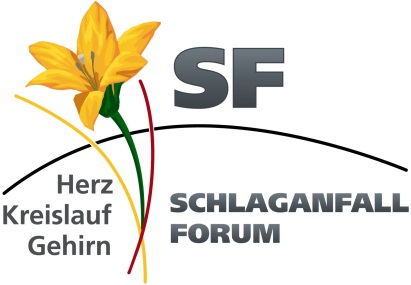 SF
Herz
Kreislauf
Gehirn
SCHLAGANFALL
FORUM